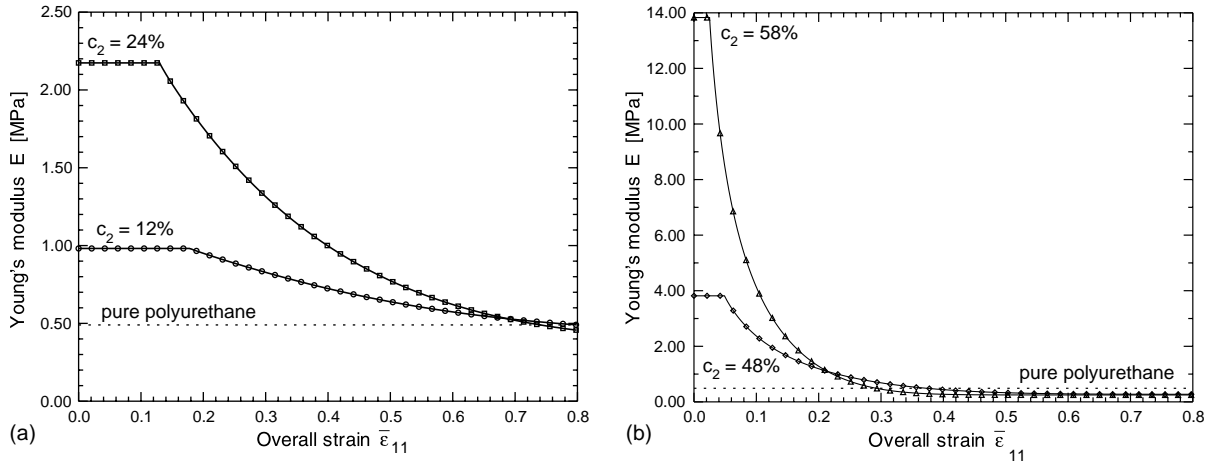 2.50
2.00
1.50
1.00
0.50
0.00
Young's modulus E [MPa]
c2 = 24%
c2 = 12%
pure polyurethane
0.0 0.1 0.2 0.3 0.4 0.5 0.6 0.7 0.8
(a)
Overall strain ε̅11
14.00
12.00
10.00
8.00
6.00
4.00
2.00
0.00
Young's modulus E [MPa]
c2 = 58%
c2 = 48%
pure polyurethane
0.0 0.1 0.2 0.3 0.4 0.5 0.6 0.7 0.8
(b)
Overall strain ε̅11